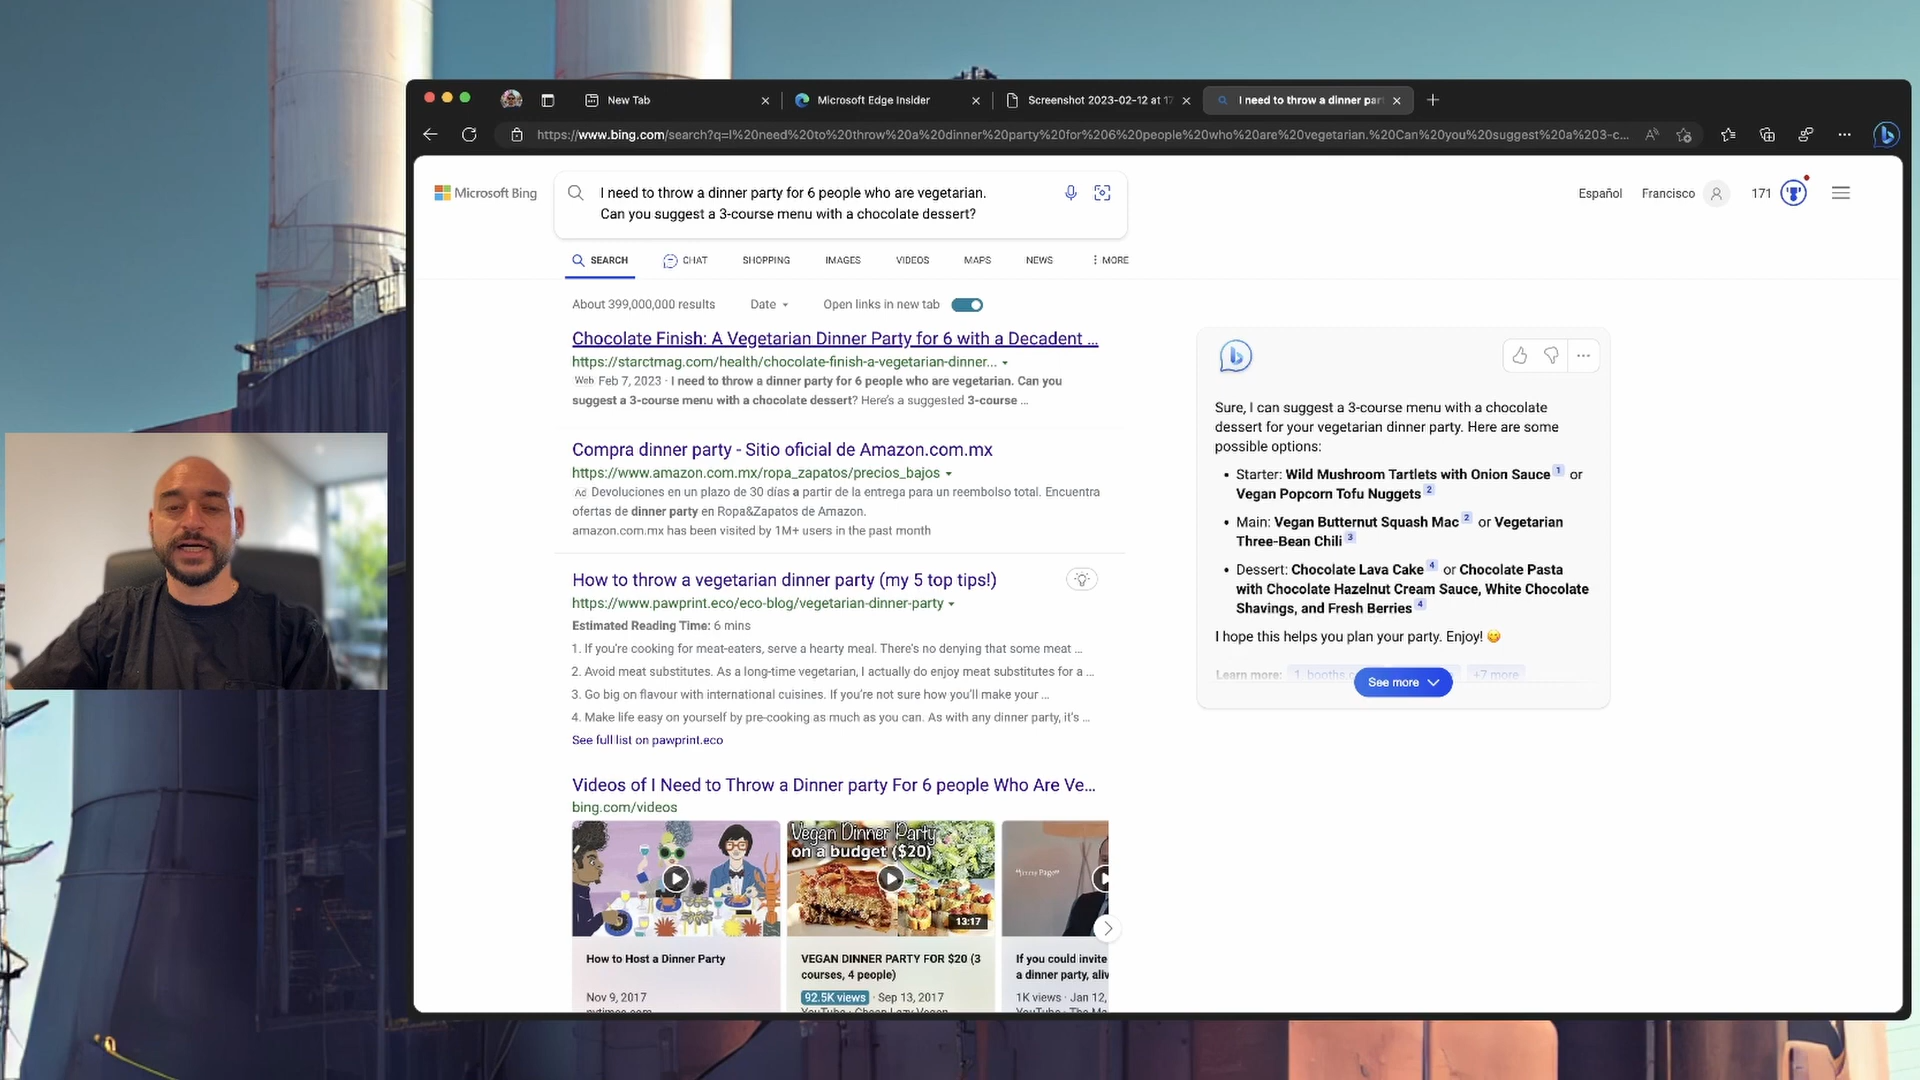 New Tab
Microsoft Edge Insider
Screenshot 2023-02-12 at 17
I need to throw a dinner par
https://www.bing.com/search?q=I%20need%20to%20throw%20a%20dinner%20party%20for%206%20people%20who%20are%20vegetarian.%20Can%20you%20suggest%20a%203-c...
Microsoft Bing
I need to throw a dinner party for 6 people who are vegetarian.
Can you suggest a 3-course menu with a chocolate dessert?
Español Francisco 171
SEARCH CHAT SHOPPING IMAGES VIDEOS MAPS NEWS MORE
About 399,000,000 results Date Open links in new tab
Chocolate Finish: A Vegetarian Dinner Party for 6 with a Decadent ...
https://starctmag.com/health/chocolate-finish-a-vegetarian-dinner...
Web Feb 7, 2023 · I need to throw a dinner party for 6 people who are vegetarian. Can you
suggest a 3-course menu with a chocolate dessert? Here's a suggested 3-course ...
Compra dinner party - Sitio oficial de Amazon.com.mx
https://www.amazon.com.mx/ropa_zapatos/precios_bajos
Ad Devoluciones en un plazo de 30 días a partir de la entrega para un reembolso total. Encuentra
ofertas de dinner party en Ropa&Zapatos de Amazon.
amazon.com.mx has been visited by 1M+ users in the past month
How to throw a vegetarian dinner party (my 5 top tips!)
https://www.pawprint.eco/eco-blog/vegetarian-dinner-party
Estimated Reading Time: 6 mins
1. If you're cooking for meat-eaters, serve a hearty meal. There's no denying that some meat ...
2. Avoid meat substitutes. As a long-time vegetarian, I actually do enjoy meat substitutes for a ...
3. Go big on flavour with international cuisines. If you're not sure how you'll make your ...
4. Make life easy on yourself by pre-cooking as much as you can. As with any dinner party, it's ...
See full list on pawprint.eco
Videos of I Need to Throw a Dinner party For 6 people Who Are Ve...
bing.com/videos
Vegan Dinner Party
on a budget ($20)
13:17
"Dinner Page"
How to Host a Dinner Party
Nov 9, 2017
nytimes.com
VEGAN DINNER PARTY FOR $20 (3
courses, 4 people)
92.5K views · Sep 13, 2017
YouTube · Cheap Lazy Vegan
If you could invite
a dinner party, aliv
1K views · Jan 12,
YouTube · The Ma
b
Sure, I can suggest a 3-course menu with a chocolate
dessert for your vegetarian dinner party. Here are some
possible options:
• Starter: Wild Mushroom Tartlets with Onion Sauce 1 or
Vegan Popcorn Tofu Nuggets 2
• Main: Vegan Butternut Squash Mac 2 or Vegetarian
Three-Bean Chili 3
• Dessert: Chocolate Lava Cake 4 or Chocolate Pasta
with Chocolate Hazelnut Cream Sauce, White Chocolate
Shavings, and Fresh Berries 4
I hope this helps you plan your party. Enjoy! 😋
Learn more: 1. booths.c +7 more
See more